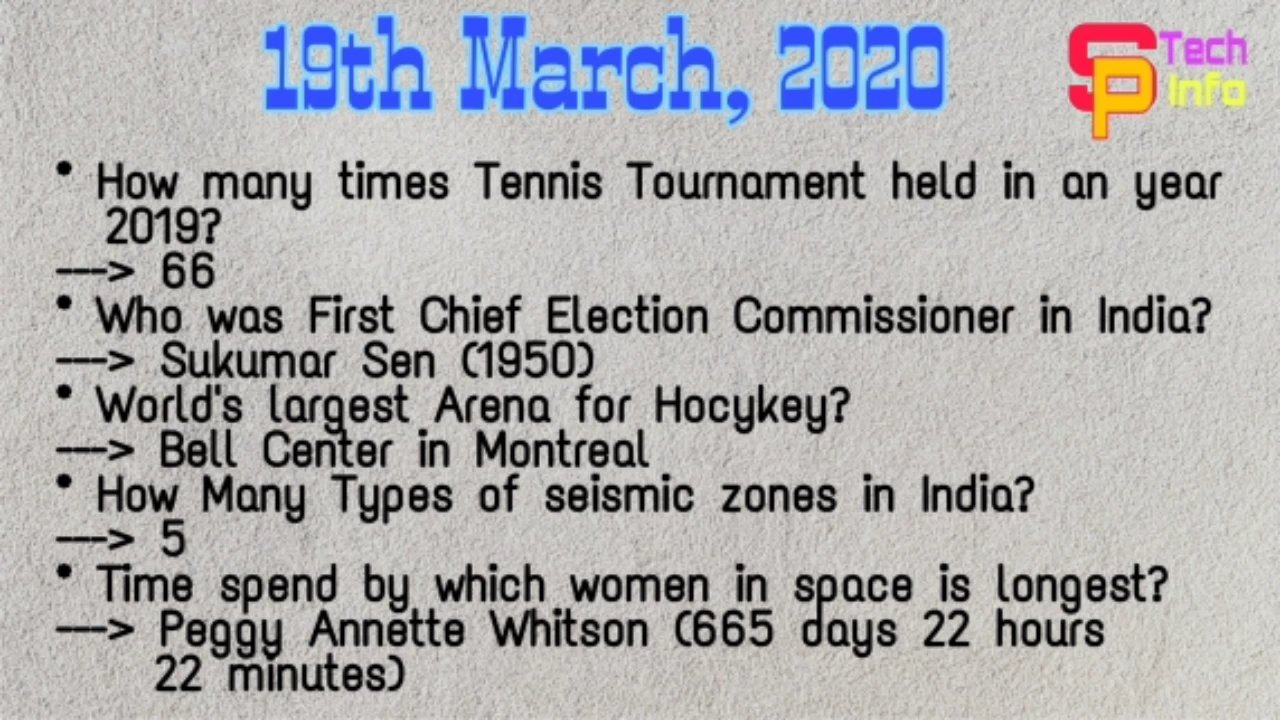 19th March, 2020
SP Tech Info
• How many times Tennis Tournament held in an year
2019?
---> 66
• Who was First Chief Election Commissioner in India?
---> Sukumar Sen (1950)
• World's largest Arena for Hocykey?
---> Bell Center in Montreal
• How Many Types of seismic zones in India?
---> 5
• Time spend by which women in space is longest?
---> Peggy Annette Whitson (665 days 22 hours
22 minutes)